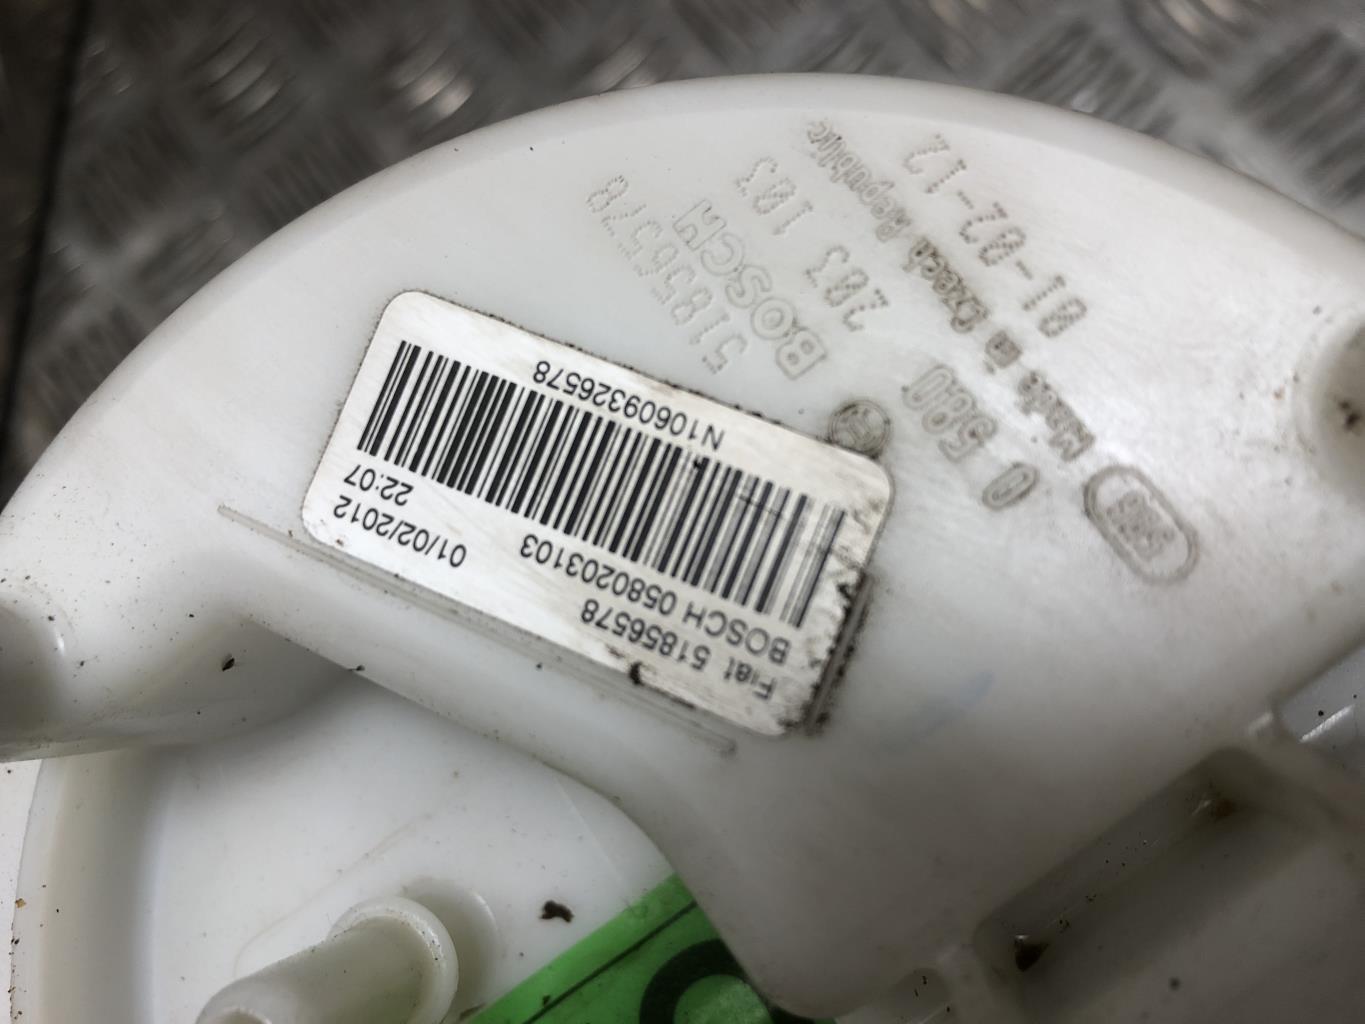 Fiat 51856578
BOSCH 0580203103
01/02/2012
22:07
N10609326578
0 580 203 103
BOSCH
51856578
Made in Czech Republic
01-02-12